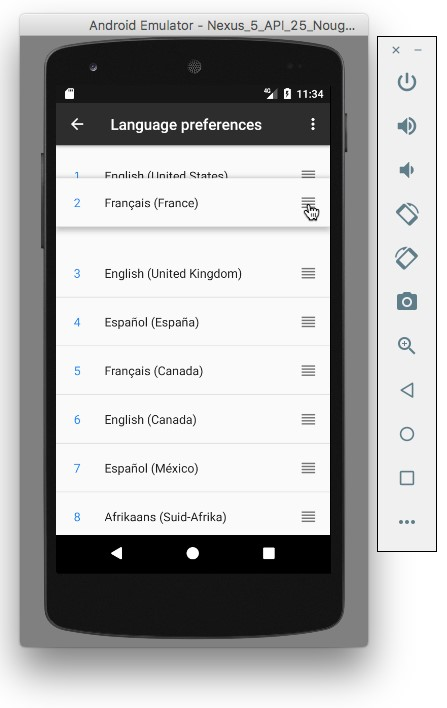 Android Emulator - Nexus_5_API_25_Noug...
4G 11:34
Language preferences
1 English (United States)
2 Français (France)
3 English (United Kingdom)
4 Español (España)
5 Français (Canada)
6 English (Canada)
7 Español (México)
8 Afrikaans (Suid-Afrika)